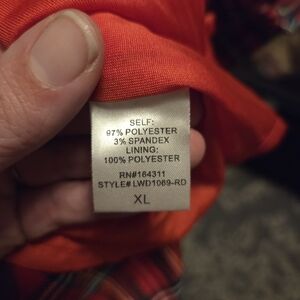 SELF:
97% POLYESTER
3% SPANDEX
LINING:
100% POLYESTER
RN#164311
STYLE# LWD1069-RD
XL